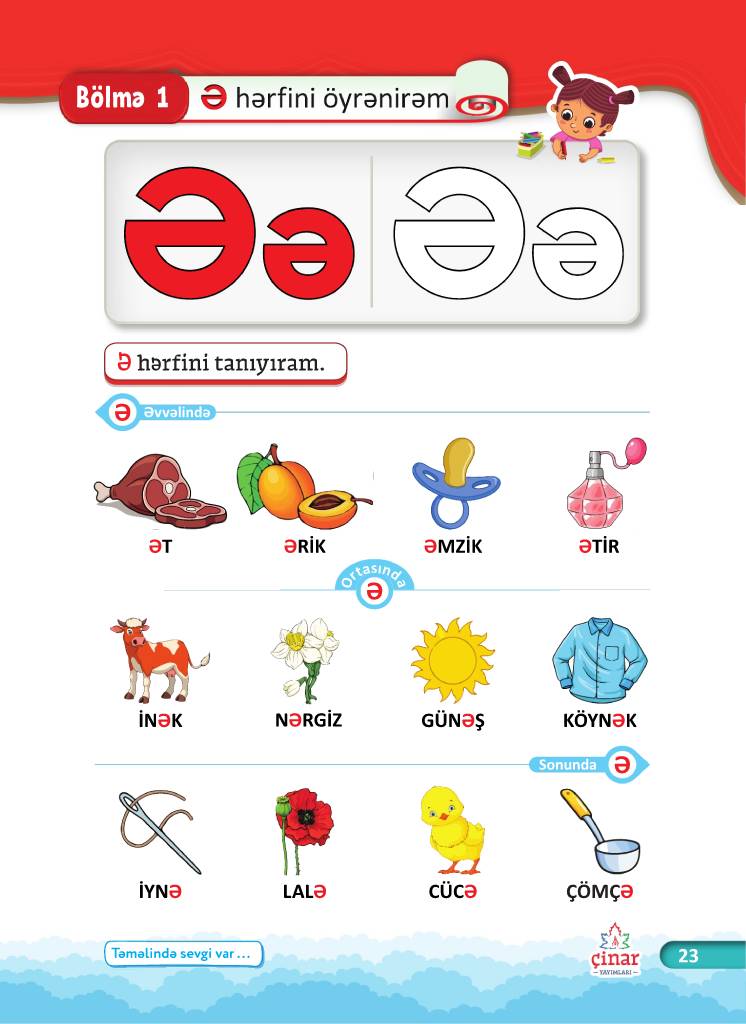 Bölmə 1
Ə hərfini öyrənirəm
Əə Əə
Ə hərfini tanıyıram.
Ə Əvvəlində
ƏT ƏRİK ƏMZİK ƏTİR
Ortasında
Ə
İNƏK NƏRGİZ GÜNƏŞ KÖYNƏK
Sonunda Ə
İYNƏ LALƏ CÜCƏ ÇÖMÇƏ
Təməlində sevgi var ...
çınar
YAYIMLARI
23